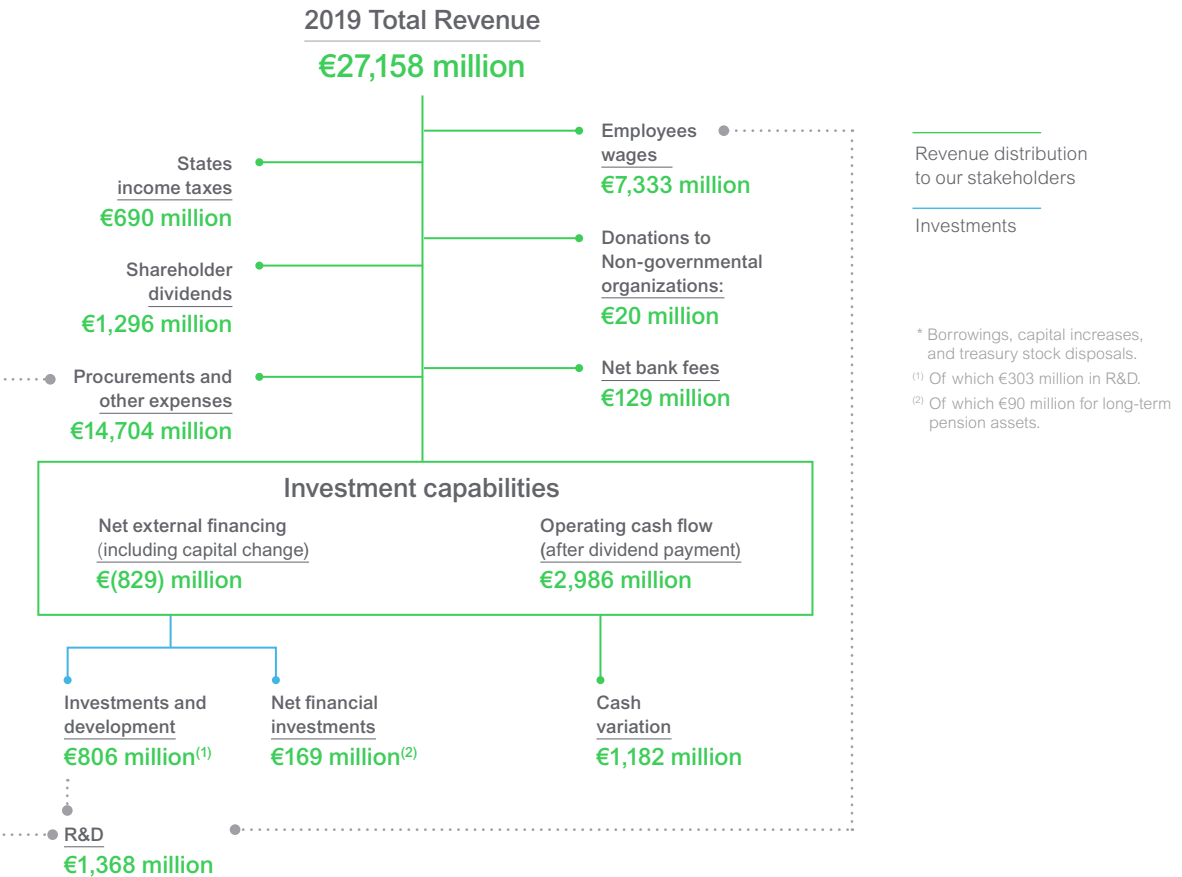 2019 Total Revenue
€27,158 million
States
income taxes
€690 million
Shareholder
dividends
€1,296 million
Procurements and
other expenses
€14,704 million
Employees
wages
€7,333 million
Donations to
Non-governmental
organizations:
€20 million
Net bank fees
€129 million
Revenue distribution
to our stakeholders
Investments
* Borrowings, capital increases,
and treasury stock disposals.
(1) Of which €303 million in R&D.
(2) Of which €90 million for long-term
pension assets.
Investment capabilities
Net external financing
(including capital change)
€(829) million
Operating cash flow
(after dividend payment)
€2,986 million
Investments and
development
€806 million(1)
Net financial
investments
€169 million(2)
Cash
variation
€1,182 million
R&D
€1,368 million